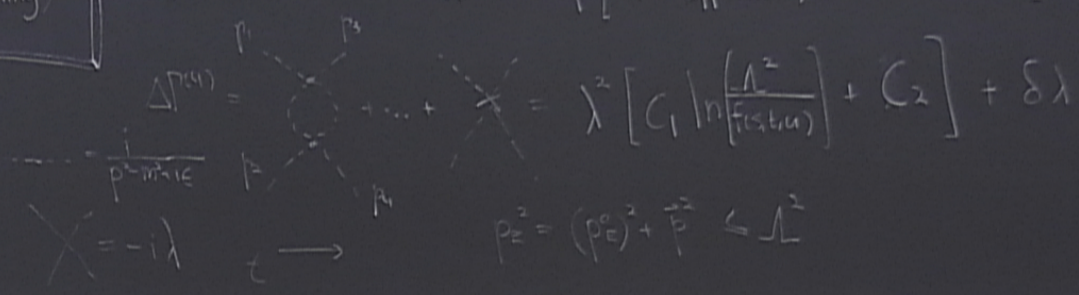 p₁ p₃
ΔΓ⁽⁴⁾ = + ... + = λ² [ C₁ ln [ Λ² / f(s,t,u) ] + C₂ ] + δλ
p₂ p₄
----- = i / p² - m² + iε
= -iλ
t ⟶
p_E² = (p_E⁰)² + p⃗² ≤ Λ²